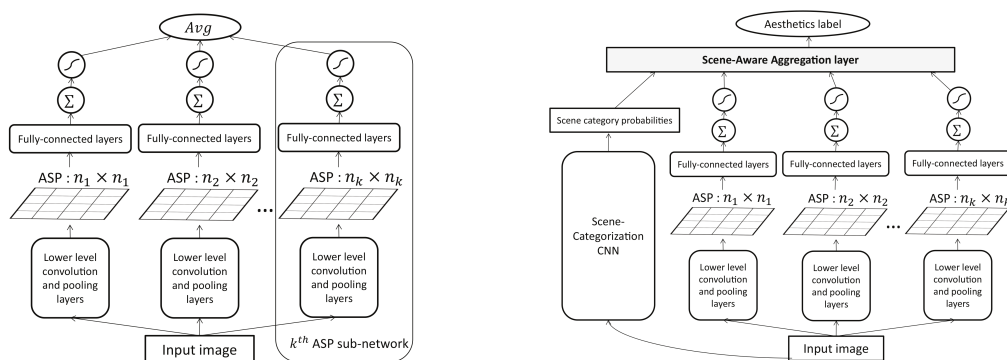 Avg
Σ
Σ
Σ
Fully-connected layers
Fully-connected layers
Fully-connected layers
ASP : n₁ × n₁
ASP : n₂ × n₂
ASP : nₖ × nₖ
...
Lower level
convolution
and pooling
layers
Lower level
convolution
and pooling
layers
Lower level
convolution
and pooling
layers
Input image
kᵗʰ ASP sub-network
Aesthetics label
Scene-Aware Aggregation layer
Scene category probabilities
Σ
Σ
Σ
Fully-connected layers
Fully-connected layers
Fully-connected layers
ASP : n₁ × n₁
ASP : n₂ × n₂
ASP : nₖ × nₖ
...
Scene-
Categorization
CNN
Lower level
convolution
and pooling
layers
Lower level
convolution
and pooling
layers
Lower level
convolution
and pooling
layers
Input image